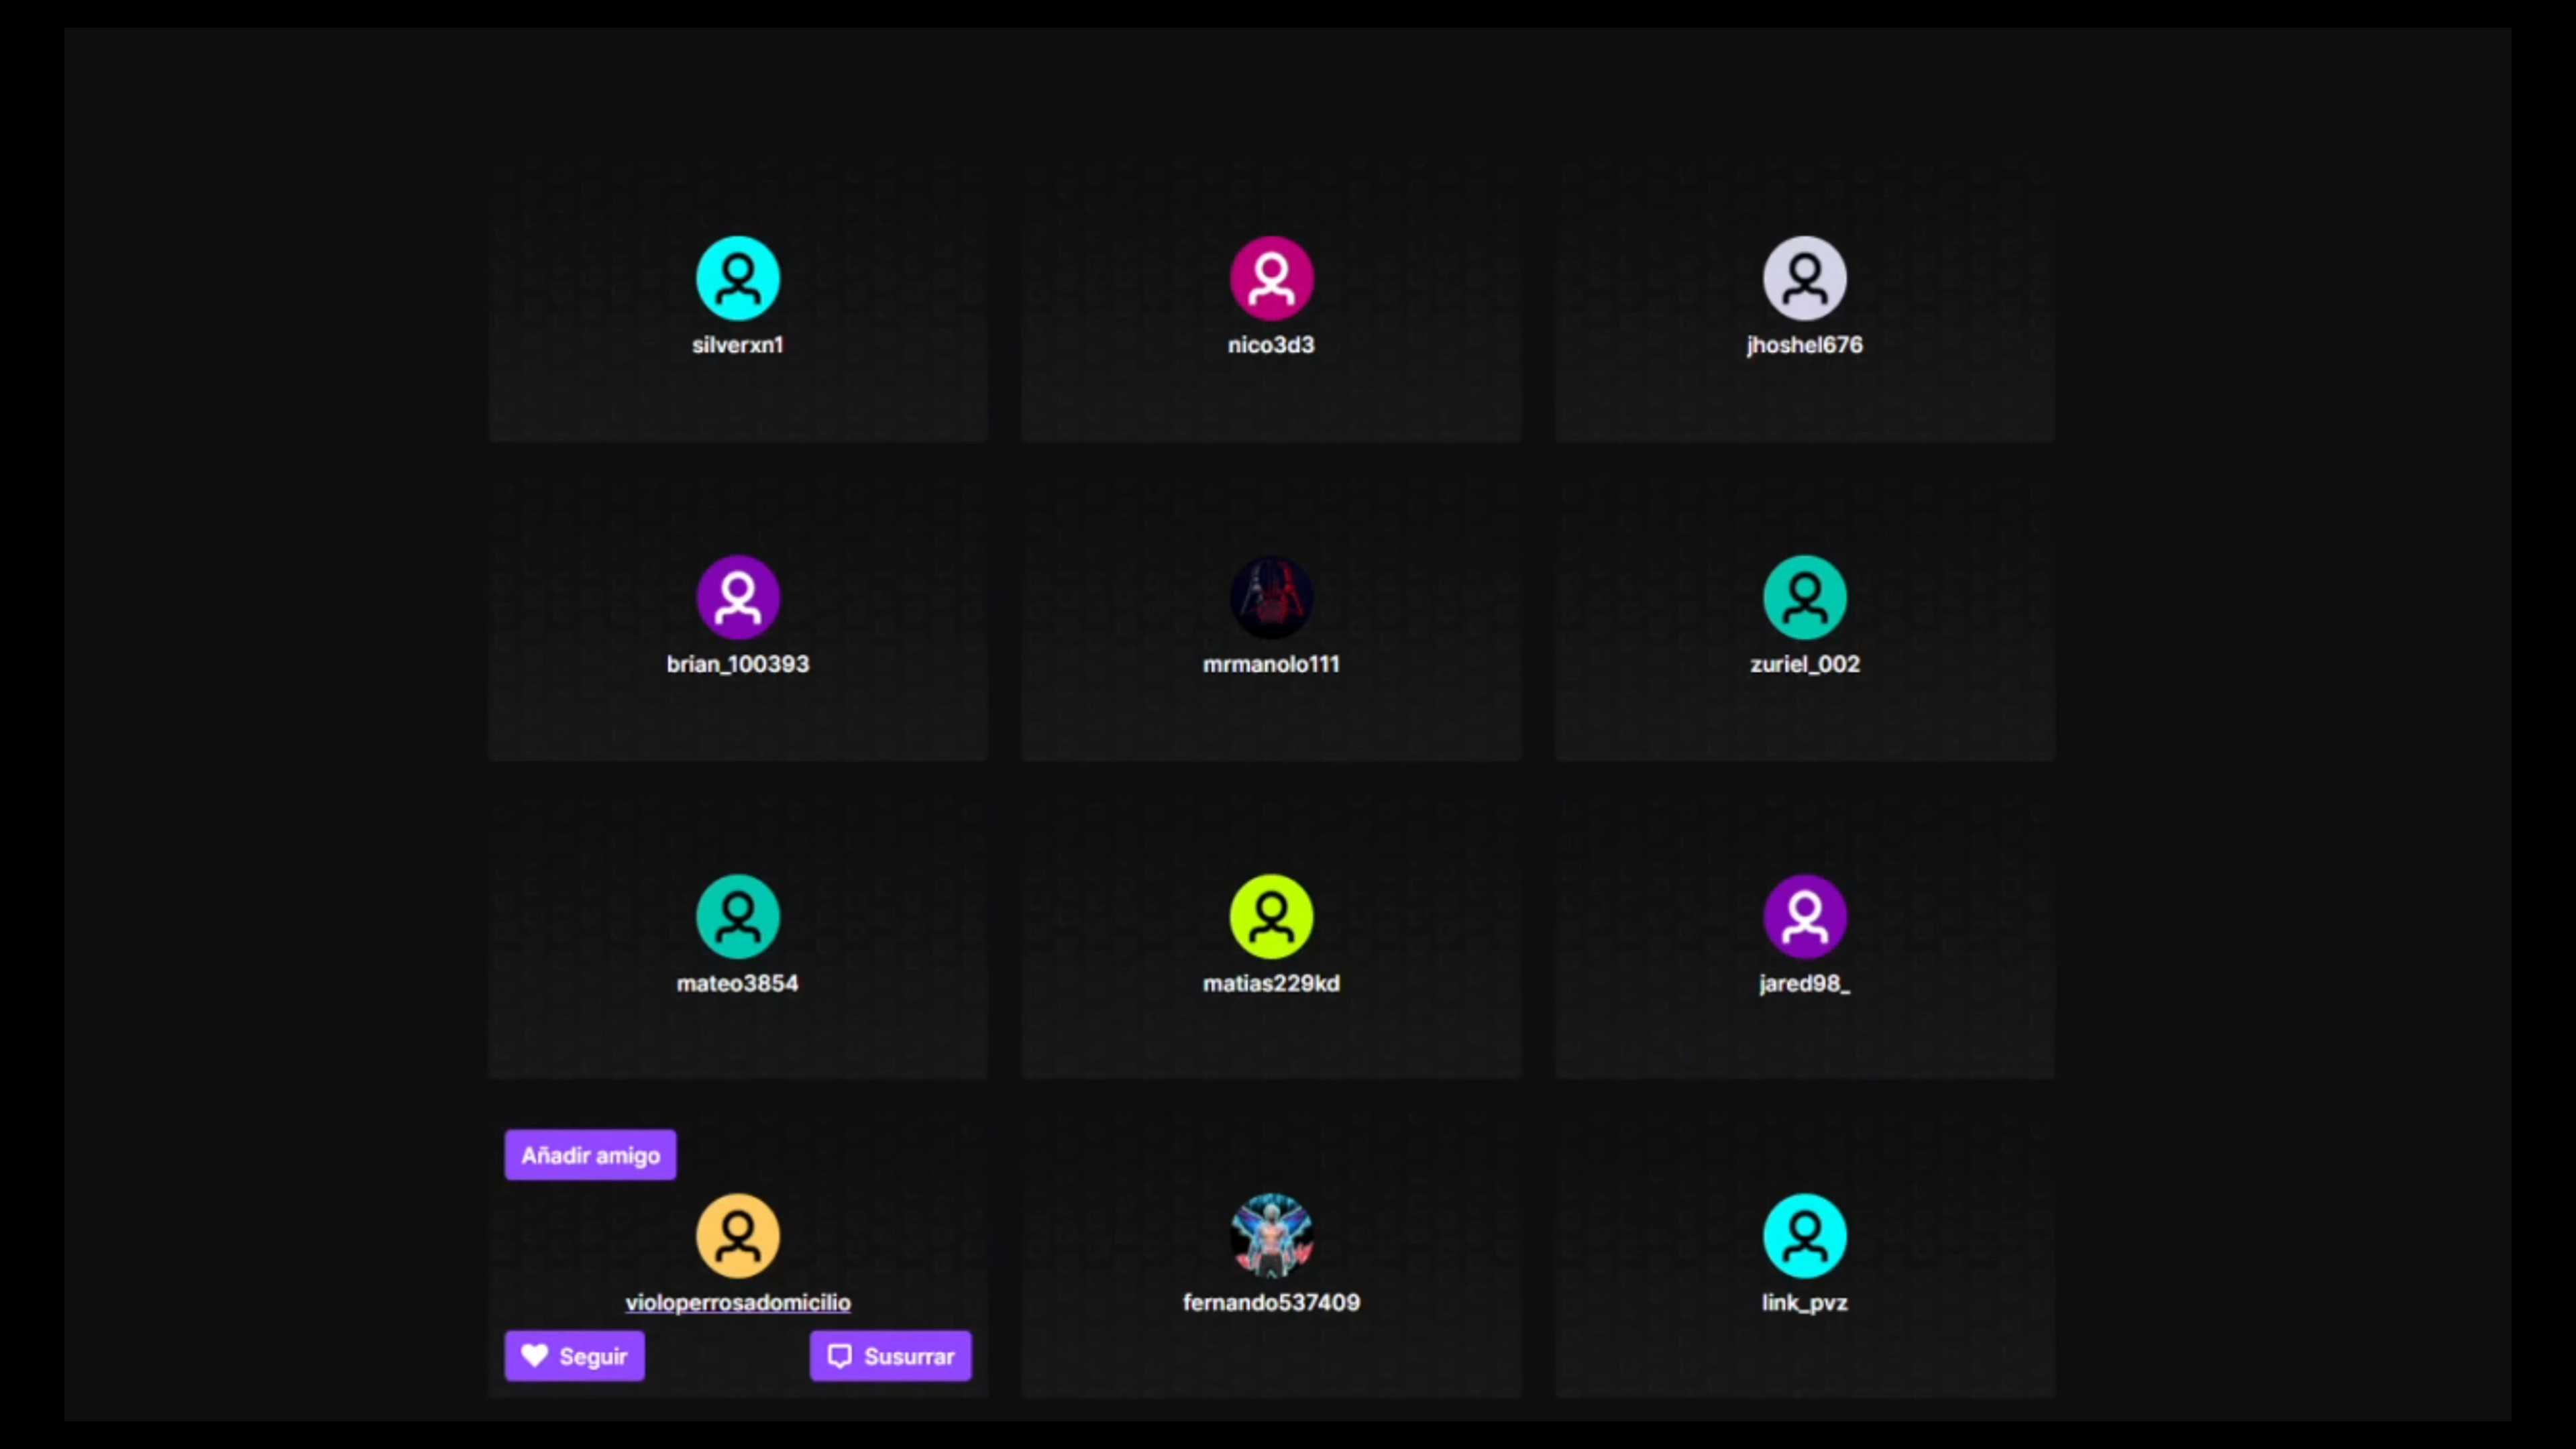 silverxn1
nico3d3
jhoshel676
brian_100393
mrmanolo111
zuriel_002
mateo3854
matias229kd
jared98_
Añadir amigo
violoperrosadomicilio
Seguir
Susurrar
fernando537409
link_pvz